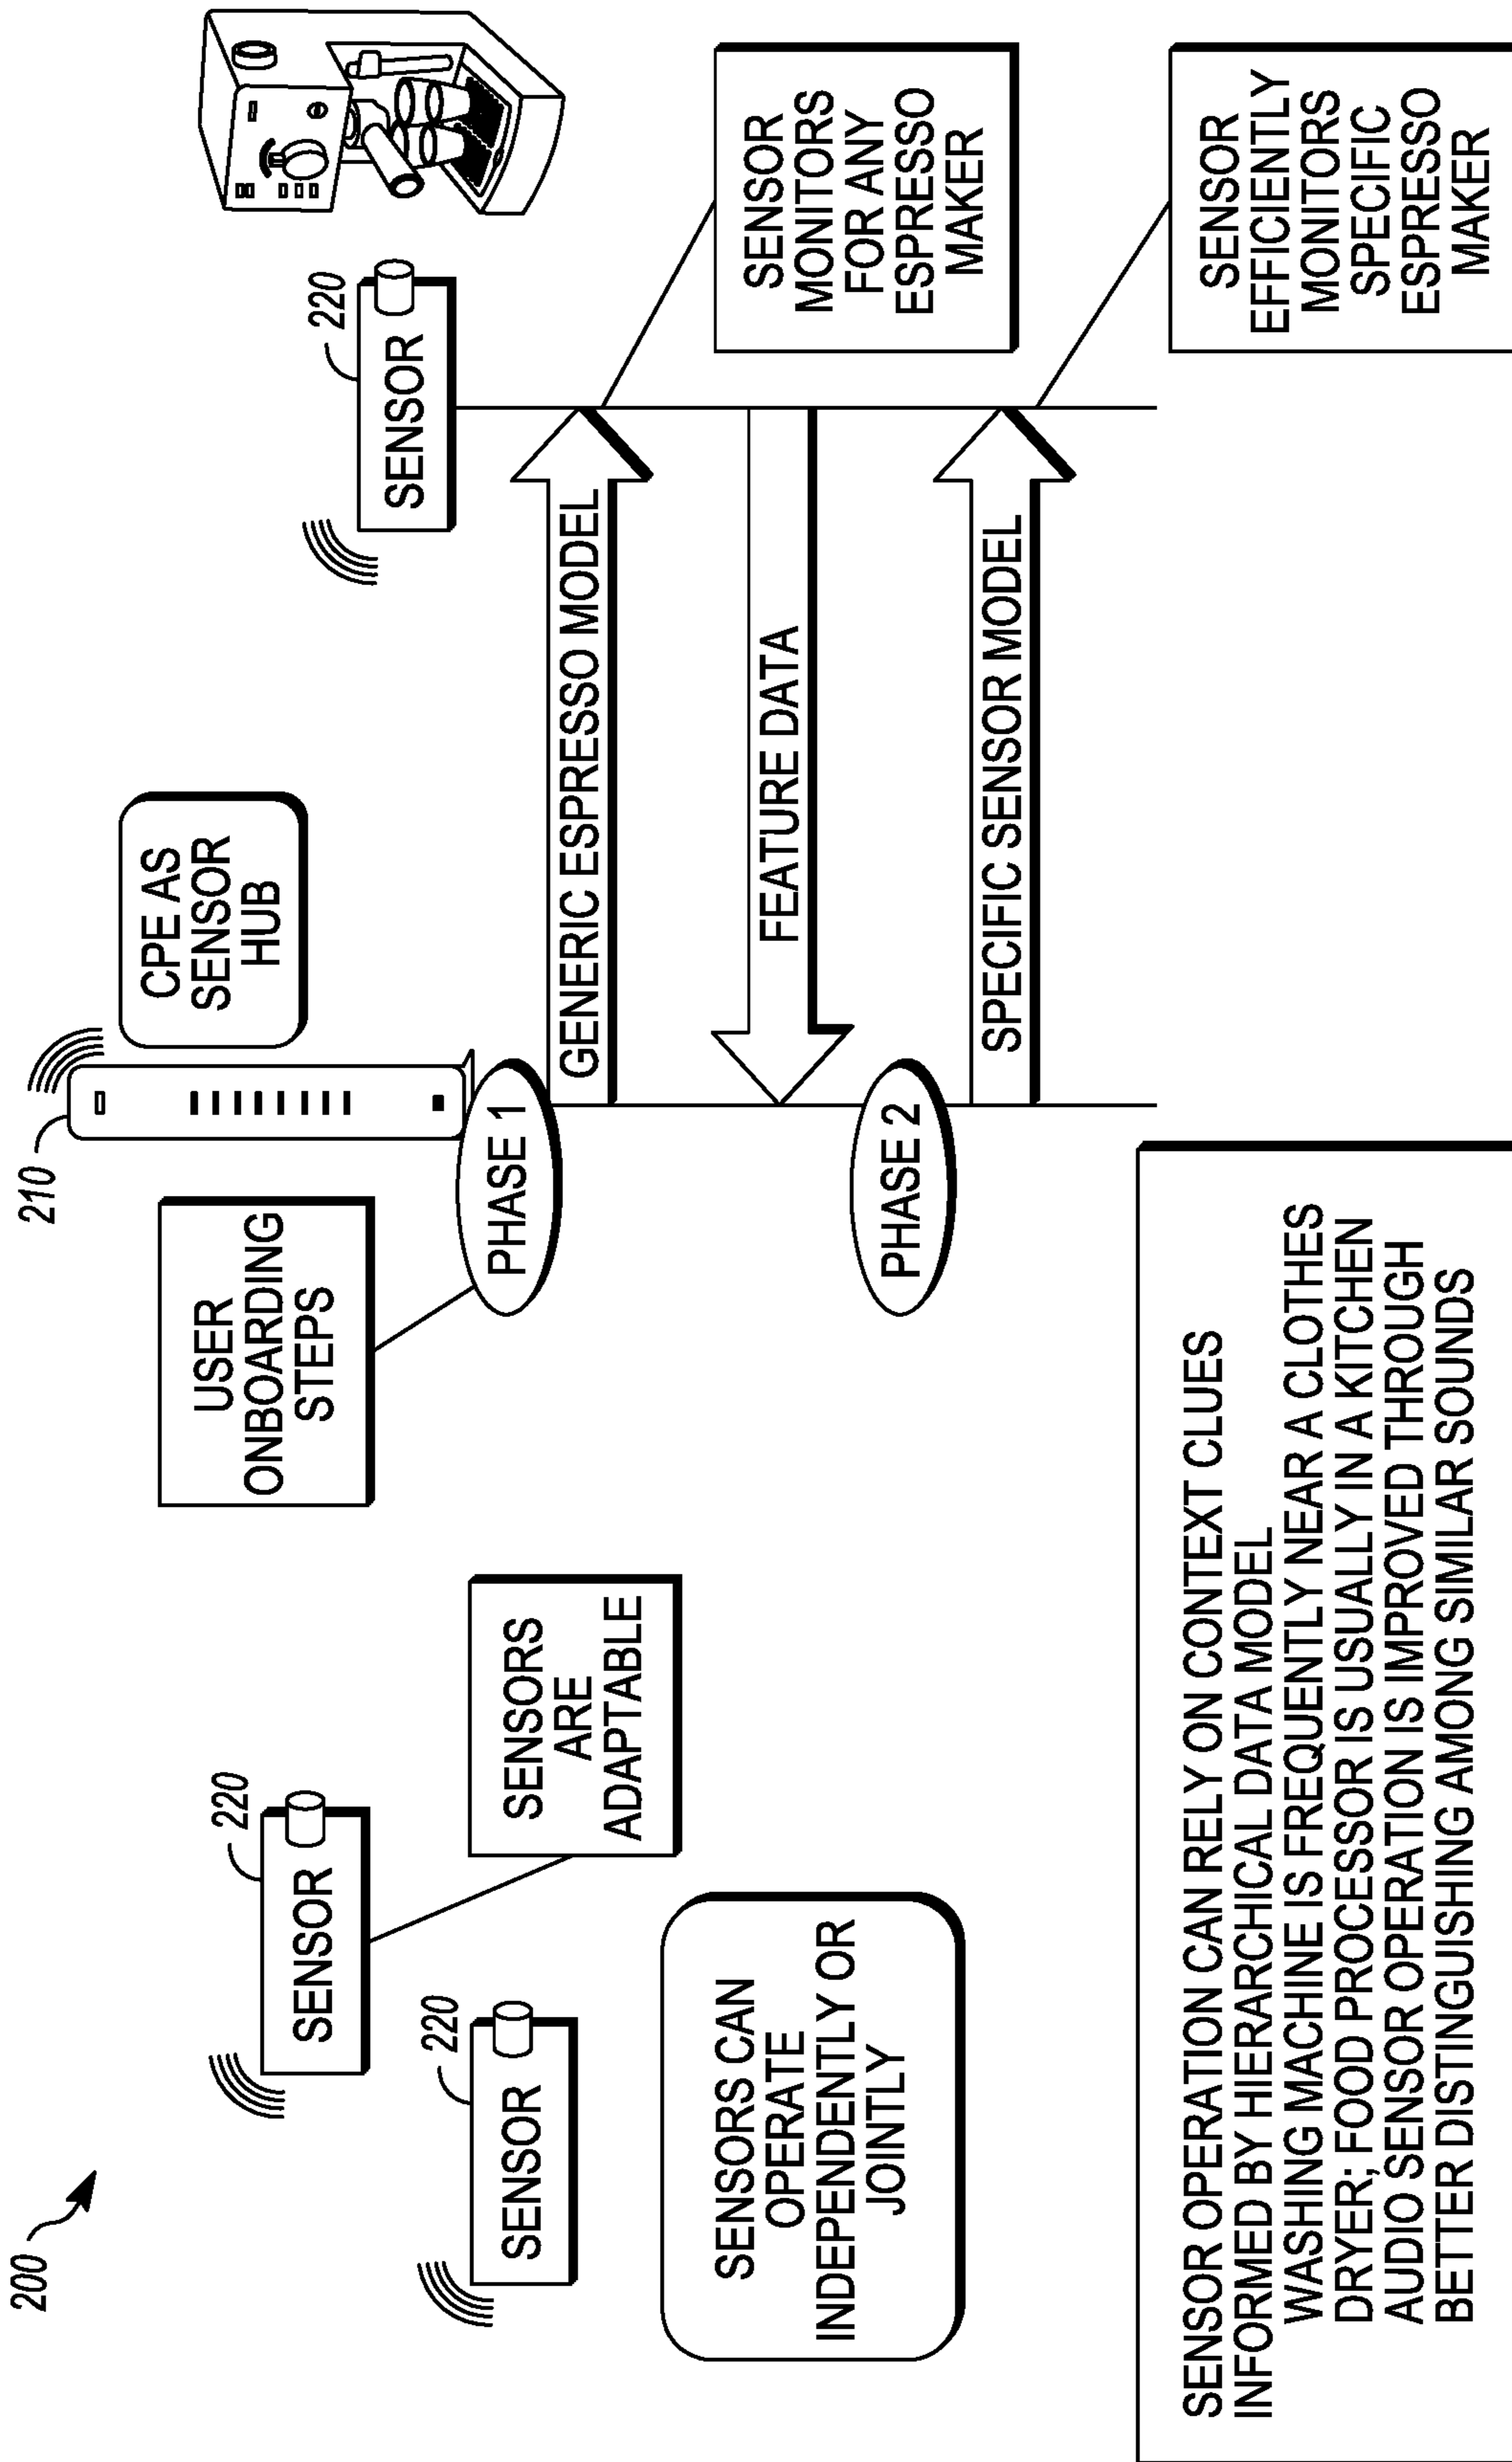 200
210
CPE AS
SENSOR
HUB
USER
ONBOARDING
STEPS
220
SENSOR
220
SENSOR
220
SENSOR
SENSORS
ARE
ADAPTABLE
SENSORS CAN
OPERATE
INDEPENDENTLY OR
JOINTLY
PHASE 1
GENERIC ESPRESSO MODEL
SENSOR
MONITORS
FOR ANY
ESPRESSO
MAKER
FEATURE DATA
PHASE 2
SPECIFIC SENSOR MODEL
SENSOR
EFFICIENTLY
MONITORS
SPECIFIC
ESPRESSO
MAKER
SENSOR OPERATION CAN RELY ON CONTEXT CLUES
INFORMED BY HIERARCHICAL DATA MODEL
WASHING MACHINE IS FREQUENTLY NEAR A CLOTHES
DRYER; FOOD PROCESSOR IS USUALLY IN A KITCHEN
AUDIO SENSOR OPERATION IS IMPROVED THROUGH
BETTER DISTINGUISHING AMONG SIMILAR SOUNDS